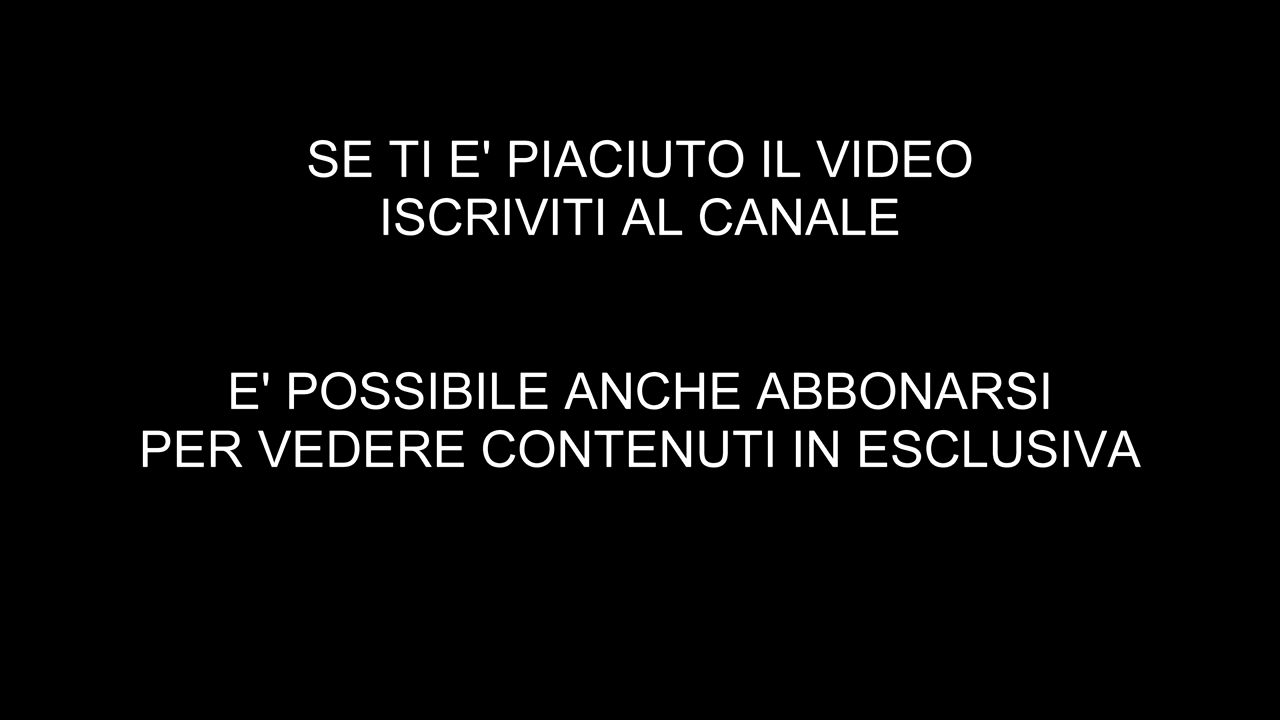 SE TI E' PIACIUTO IL VIDEO
ISCRIVITI AL CANALE
E' POSSIBILE ANCHE ABBONARSI
PER VEDERE CONTENUTI IN ESCLUSIVA